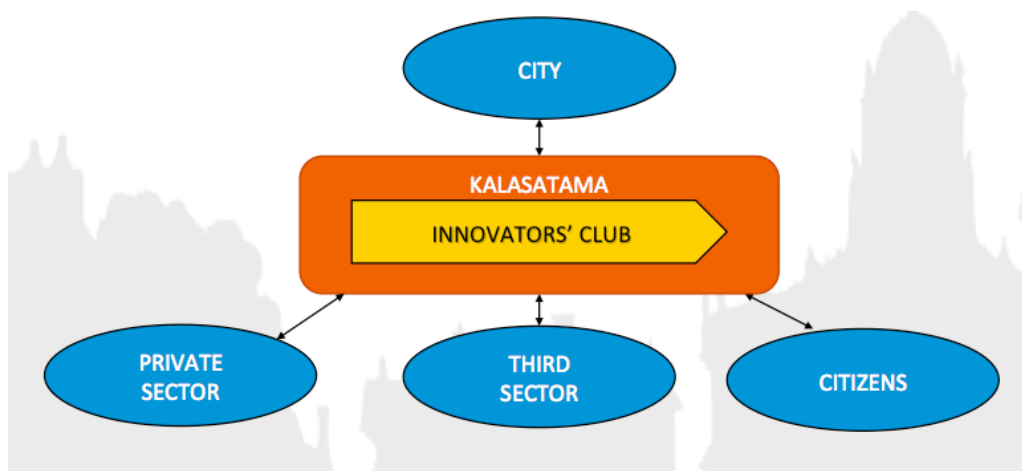 CITY
KALASATAMA
INNOVATORS’ CLUB
PRIVATE
SECTOR
THIRD
SECTOR
CITIZENS